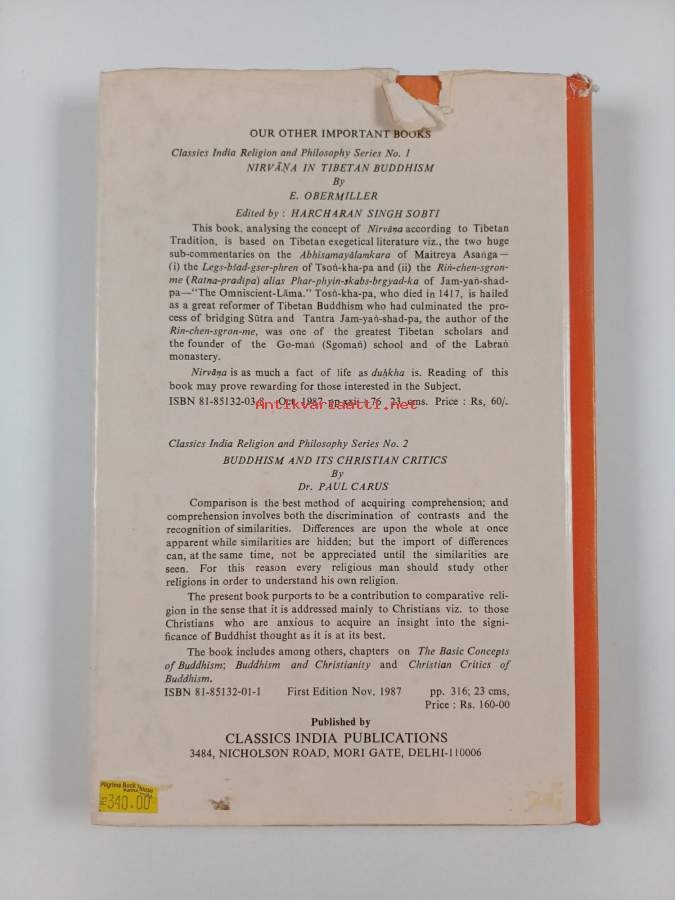 OUR OTHER IMPORTANT BOOKS
Classics India Religion and Philosophy Series No. 1
NIRVĀṆA IN TIBETAN BUDDHISM
By
E. OBERMILLER
Edited by : HARCHARAN SINGH SOBTI
This book, analysing the concept of Nirvāṇa according to Tibetan
Tradition, is based on Tibetan exegetical literature viz., the two huge
sub-commentaries on the Abhisamayālaṃkara of Maitreya Asaṅga—
(i) the Legs-bśad-gser-phren of Tsoṅ-kha-pa and (ii) the Rin-chen-sgron-
me (Ratna-pradipa) alias Phar-phyin-skabs-brgyad-ka of Jam-yaṅ-shad-
pa—"The Omniscient-Lāma." Tosṅ-kha-pa, who died in 1417, is hailed
as a great reformer of Tibetan Buddhism who had culminated the pro-
cess of bridging Sūtra and Tantra Jam-yaṅ-shad-pa, the author of the
Rin-chen-sgron-me, was one of the greatest Tibetan scholars and
the founder of the Go-maṅ (Sgomaṅ) school and of the Labraṅ
monastery.
Nirvāṇa is as much a fact of life as duḥkha is. Reading of this
book may prove rewarding for those interested in the Subject.
ISBN 81-85132-03- Oct. 1987 pp-xxii+76 23 cms. Price : Rs, 60/.
Antikvariaatti.net
Classics India Religion and Philosophy Series No. 2
BUDDHISM AND ITS CHRISTIAN CRITICS
By
Dr. PAUL CARUS
Comparison is the best method of acquiring comprehension; and
comprehension involves both the discrimination of contrasts and the
recognition of similarities. Differences are upon the whole at once
apparent while similarities are hidden; but the import of differences
can, at the same time, not be appreciated until the similarities are
seen. For this reason every religious man should study other
religions in order to understand his own religion.
The present book purports to be a contribution to comparative reli-
gion in the sense that it is addressed mainly to Christians viz. to those
Christians who are anxious to acquire an insight into the signi-
ficance of Buddhist thought as it is at its best.
The book includes among others, chapters on The Basic Concepts
of Buddhism; Buddhism and Christianity and Christian Critics of
Buddhism.
ISBN 81-85132-01-1 First Edition Nov. 1987 pp. 316; 23 cms,
Price : Rs. 160-00
Published by
CLASSICS INDIA PUBLICATIONS
3484, NICHOLSON ROAD, MORI GATE, DELHI-110006
Pilgrims Book House
340.00